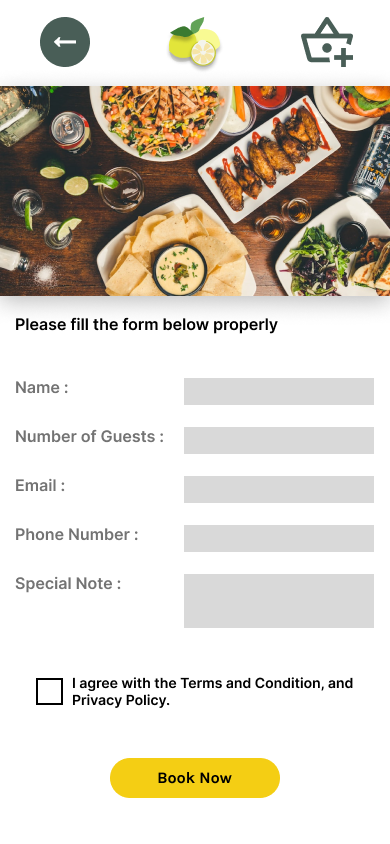 Please fill the form below properly
Name :
Number of Guests :
Email :
Phone Number :
Special Note :
I agree with the Terms and Condition, and
Privacy Policy.
Book Now